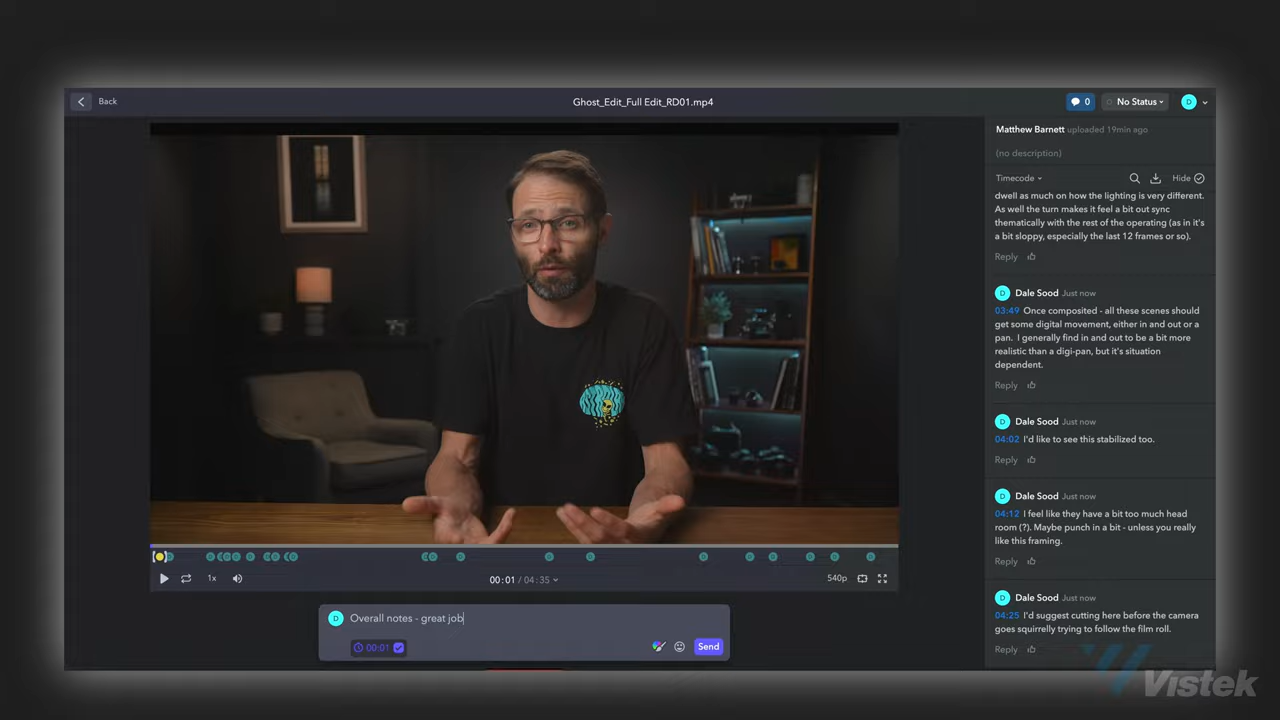 Back
Ghost_Edit_Full Edit_RD01.mp4
0
No Status
D
Matthew Barnett uploaded 19min ago
(no description)
Timecode
Hide
dwell as much on how the lighting is very different.
As well the turn makes it feel a bit out sync
thematically with the rest of the operating (as in it's
a bit sloppy, especially the last 12 frames or so).
Reply
D Dale Sood Just now
03:49 Once composited - all these scenes should
get some digital movement, either in and out or a
pan. I generally find in and out to be a bit more
realistic than a digi-pan, but it's situation
dependent.
Reply
D Dale Sood Just now
04:02 I'd like to see this stabilized too.
Reply
D Dale Sood Just now
04:12 I feel like they have a bit too much head
room (?). Maybe punch in a bit - unless you really
like this framing.
Reply
D Dale Sood Just now
04:25 I'd suggest cutting here before the camera
goes squirrelly trying to follow the film roll.
Reply
1x
00:01 / 04:35
540p
D Overall notes - great job
00:01
Send
Vistek